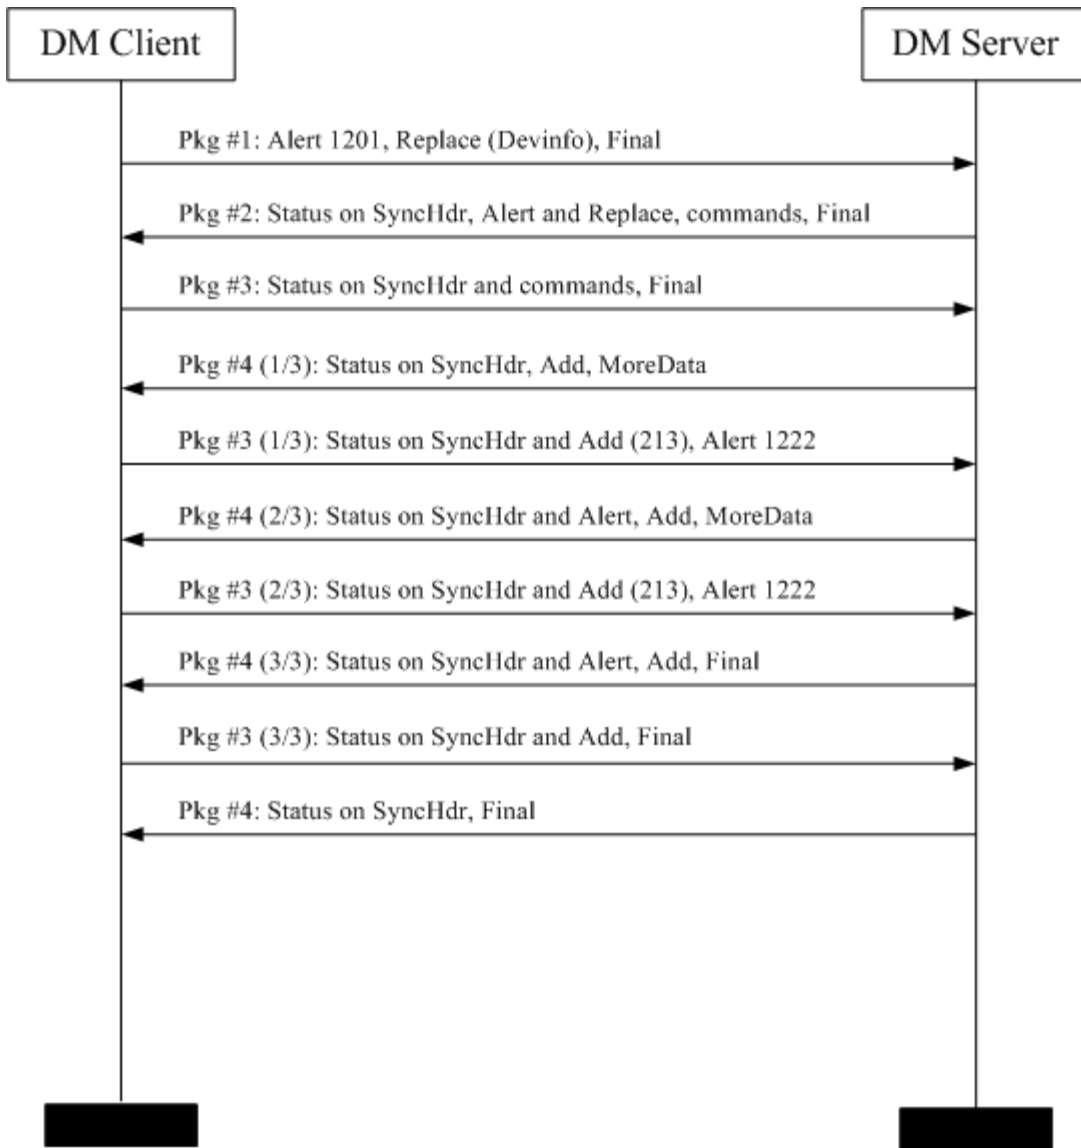 DM Client
DM Server
Pkg #1: Alert 1201, Replace (Devinfo), Final
Pkg #2: Status on SyncHdr, Alert and Replace, commands, Final
Pkg #3: Status on SyncHdr and commands, Final
Pkg #4 (1/3): Status on SyncHdr, Add, MoreData
Pkg #3 (1/3): Status on SyncHdr and Add (213), Alert 1222
Pkg #4 (2/3): Status on SyncHdr and Alert, Add, MoreData
Pkg #3 (2/3): Status on SyncHdr and Add (213), Alert 1222
Pkg #4 (3/3): Status on SyncHdr and Alert, Add, Final
Pkg #3 (3/3): Status on SyncHdr and Add, Final
Pkg #4: Status on SyncHdr, Final